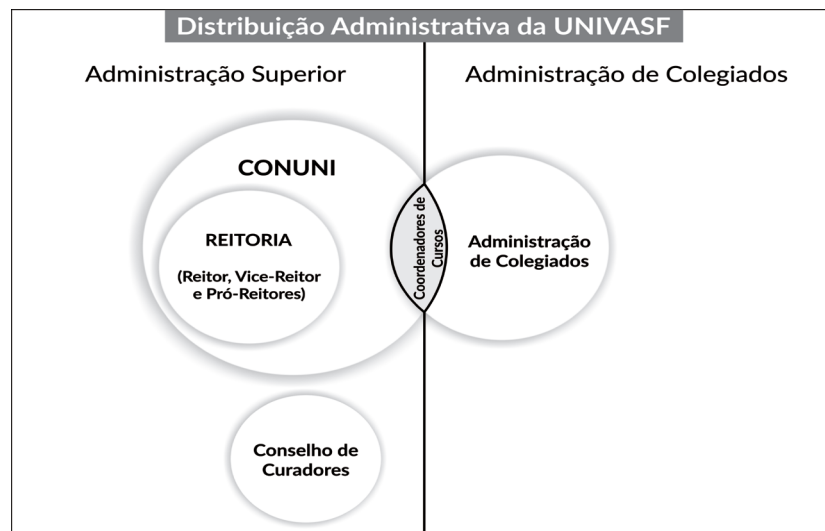 Distribuição Administrativa da UNIVASF
Administração Superior
Administração de Colegiados
CONUNI
REITORIA
(Reitor, Vice-Reitor
e Pró-Reitores)
Coordenadores de
Cursos
Administração
de Colegiados
Conselho de
Curadores